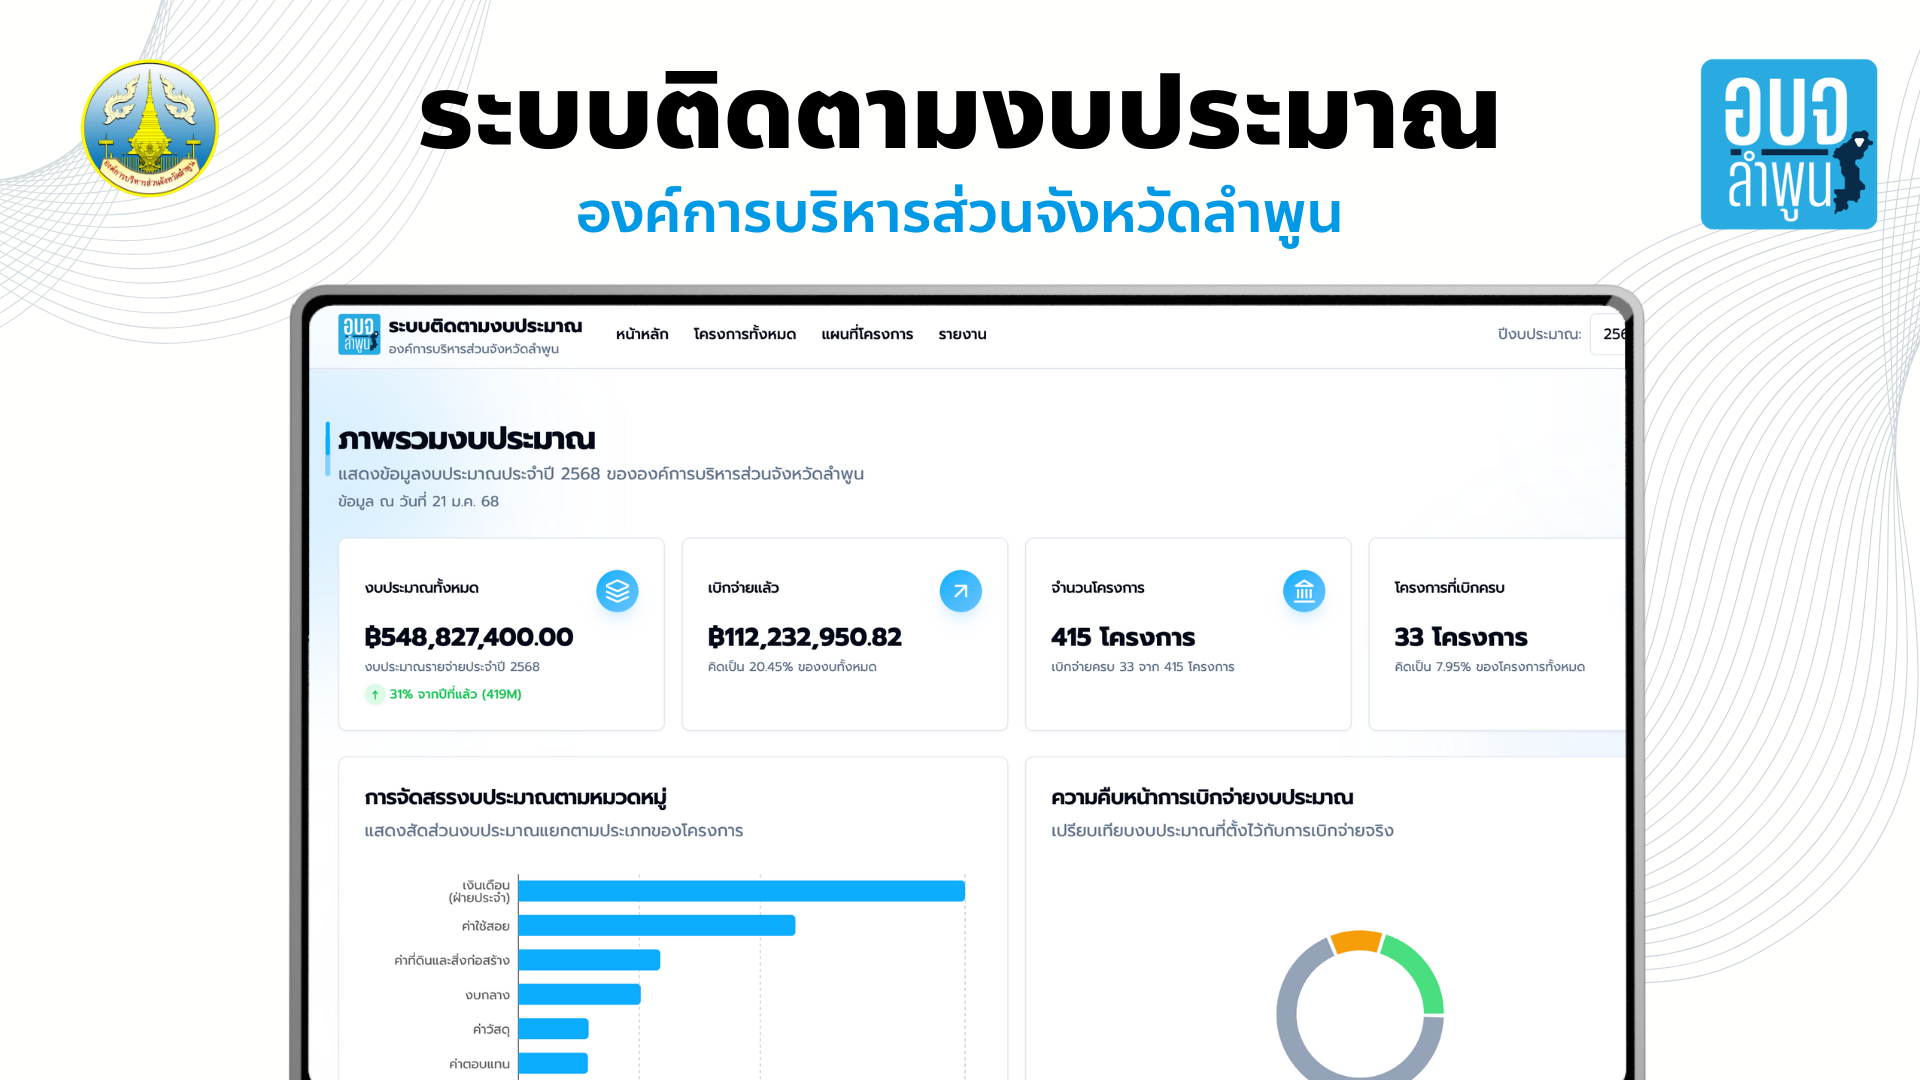 ระบบติดตามงบประมาณ
องค์การบริหารส่วนจังหวัดลำพูน
องค์การบริหารส่วนจังหวัดลำพูน
อบจ
ลำพูน
อบจ
ลำพูน
ระบบติดตามงบประมาณ
องค์การบริหารส่วนจังหวัดลำพูน
หน้าหลัก โครงการทั้งหมด แผนที่โครงการ รายงาน
ปีงบประมาณ: 256
ภาพรวมงบประมาณ
แสดงข้อมูลงบประมาณประจำปี 2568 ขององค์การบริหารส่วนจังหวัดลำพูน
ข้อมูล ณ วันที่ 21 ม.ค. 68
งบประมาณทั้งหมด
฿548,827,400.00
งบประมาณรายจ่ายประจำปี 2568
↑ 31% จากปีที่แล้ว (419M)
เบิกจ่ายแล้ว
฿112,232,950.82
คิดเป็น 20.45% ของงบทั้งหมด
จำนวนโครงการ
415 โครงการ
เบิกจ่ายครบ 33 จาก 415 โครงการ
โครงการที่เบิกครบ
33 โครงการ
คิดเป็น 7.95% ของโครงการทั้งหมด
การจัดสรรงบประมาณตามหมวดหมู่
แสดงสัดส่วนงบประมาณแยกตามประเภทของโครงการ
เงินเดือน
(ฝ่ายประจำ)
ค่าใช้สอย
ค่าที่ดินและสิ่งก่อสร้าง
งบกลาง
ค่าวัสดุ
ค่าตอบแทน
ความคืบหน้าการเบิกจ่ายงบประมาณ
เปรียบเทียบงบประมาณที่ตั้งไว้กับการเบิกจ่ายจริง